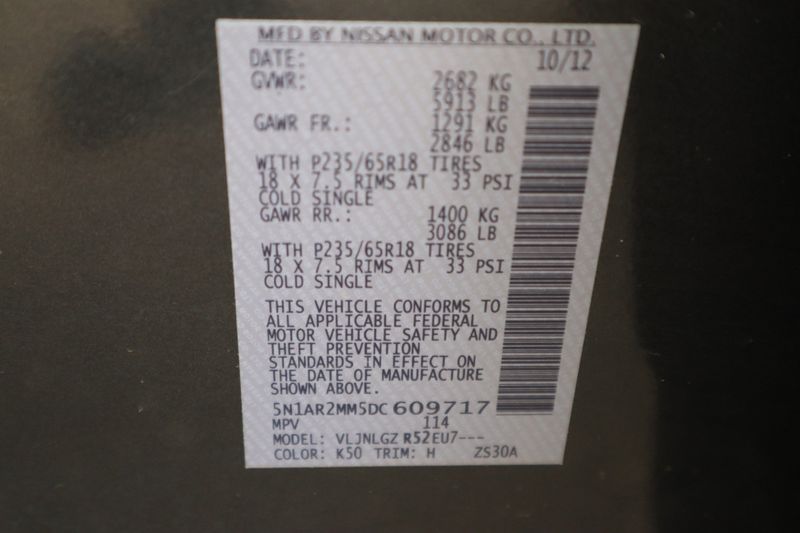 MFD BY NISSAN MOTOR CO., LTD.
DATE: 10/12
GVWR: 2682 KG
5913 LB
GAWR FR.: 1291 KG
2846 LB
WITH P235/65R18 TIRES
18 X 7.5 RIMS AT 33 PSI
COLD SINGLE
GAWR RR.: 1400 KG
3086 LB
WITH P235/65R18 TIRES
18 X 7.5 RIMS AT 33 PSI
COLD SINGLE
THIS VEHICLE CONFORMS TO
ALL APPLICABLE FEDERAL
MOTOR VEHICLE SAFETY AND
THEFT PREVENTION
STANDARDS IN EFFECT ON
THE DATE OF MANUFACTURE
SHOWN ABOVE.
5N1AR2MM5DC 609717
MPV 114
MODEL: VLJNLGZ R52EU7---
COLOR: K50 TRIM: H ZS30A